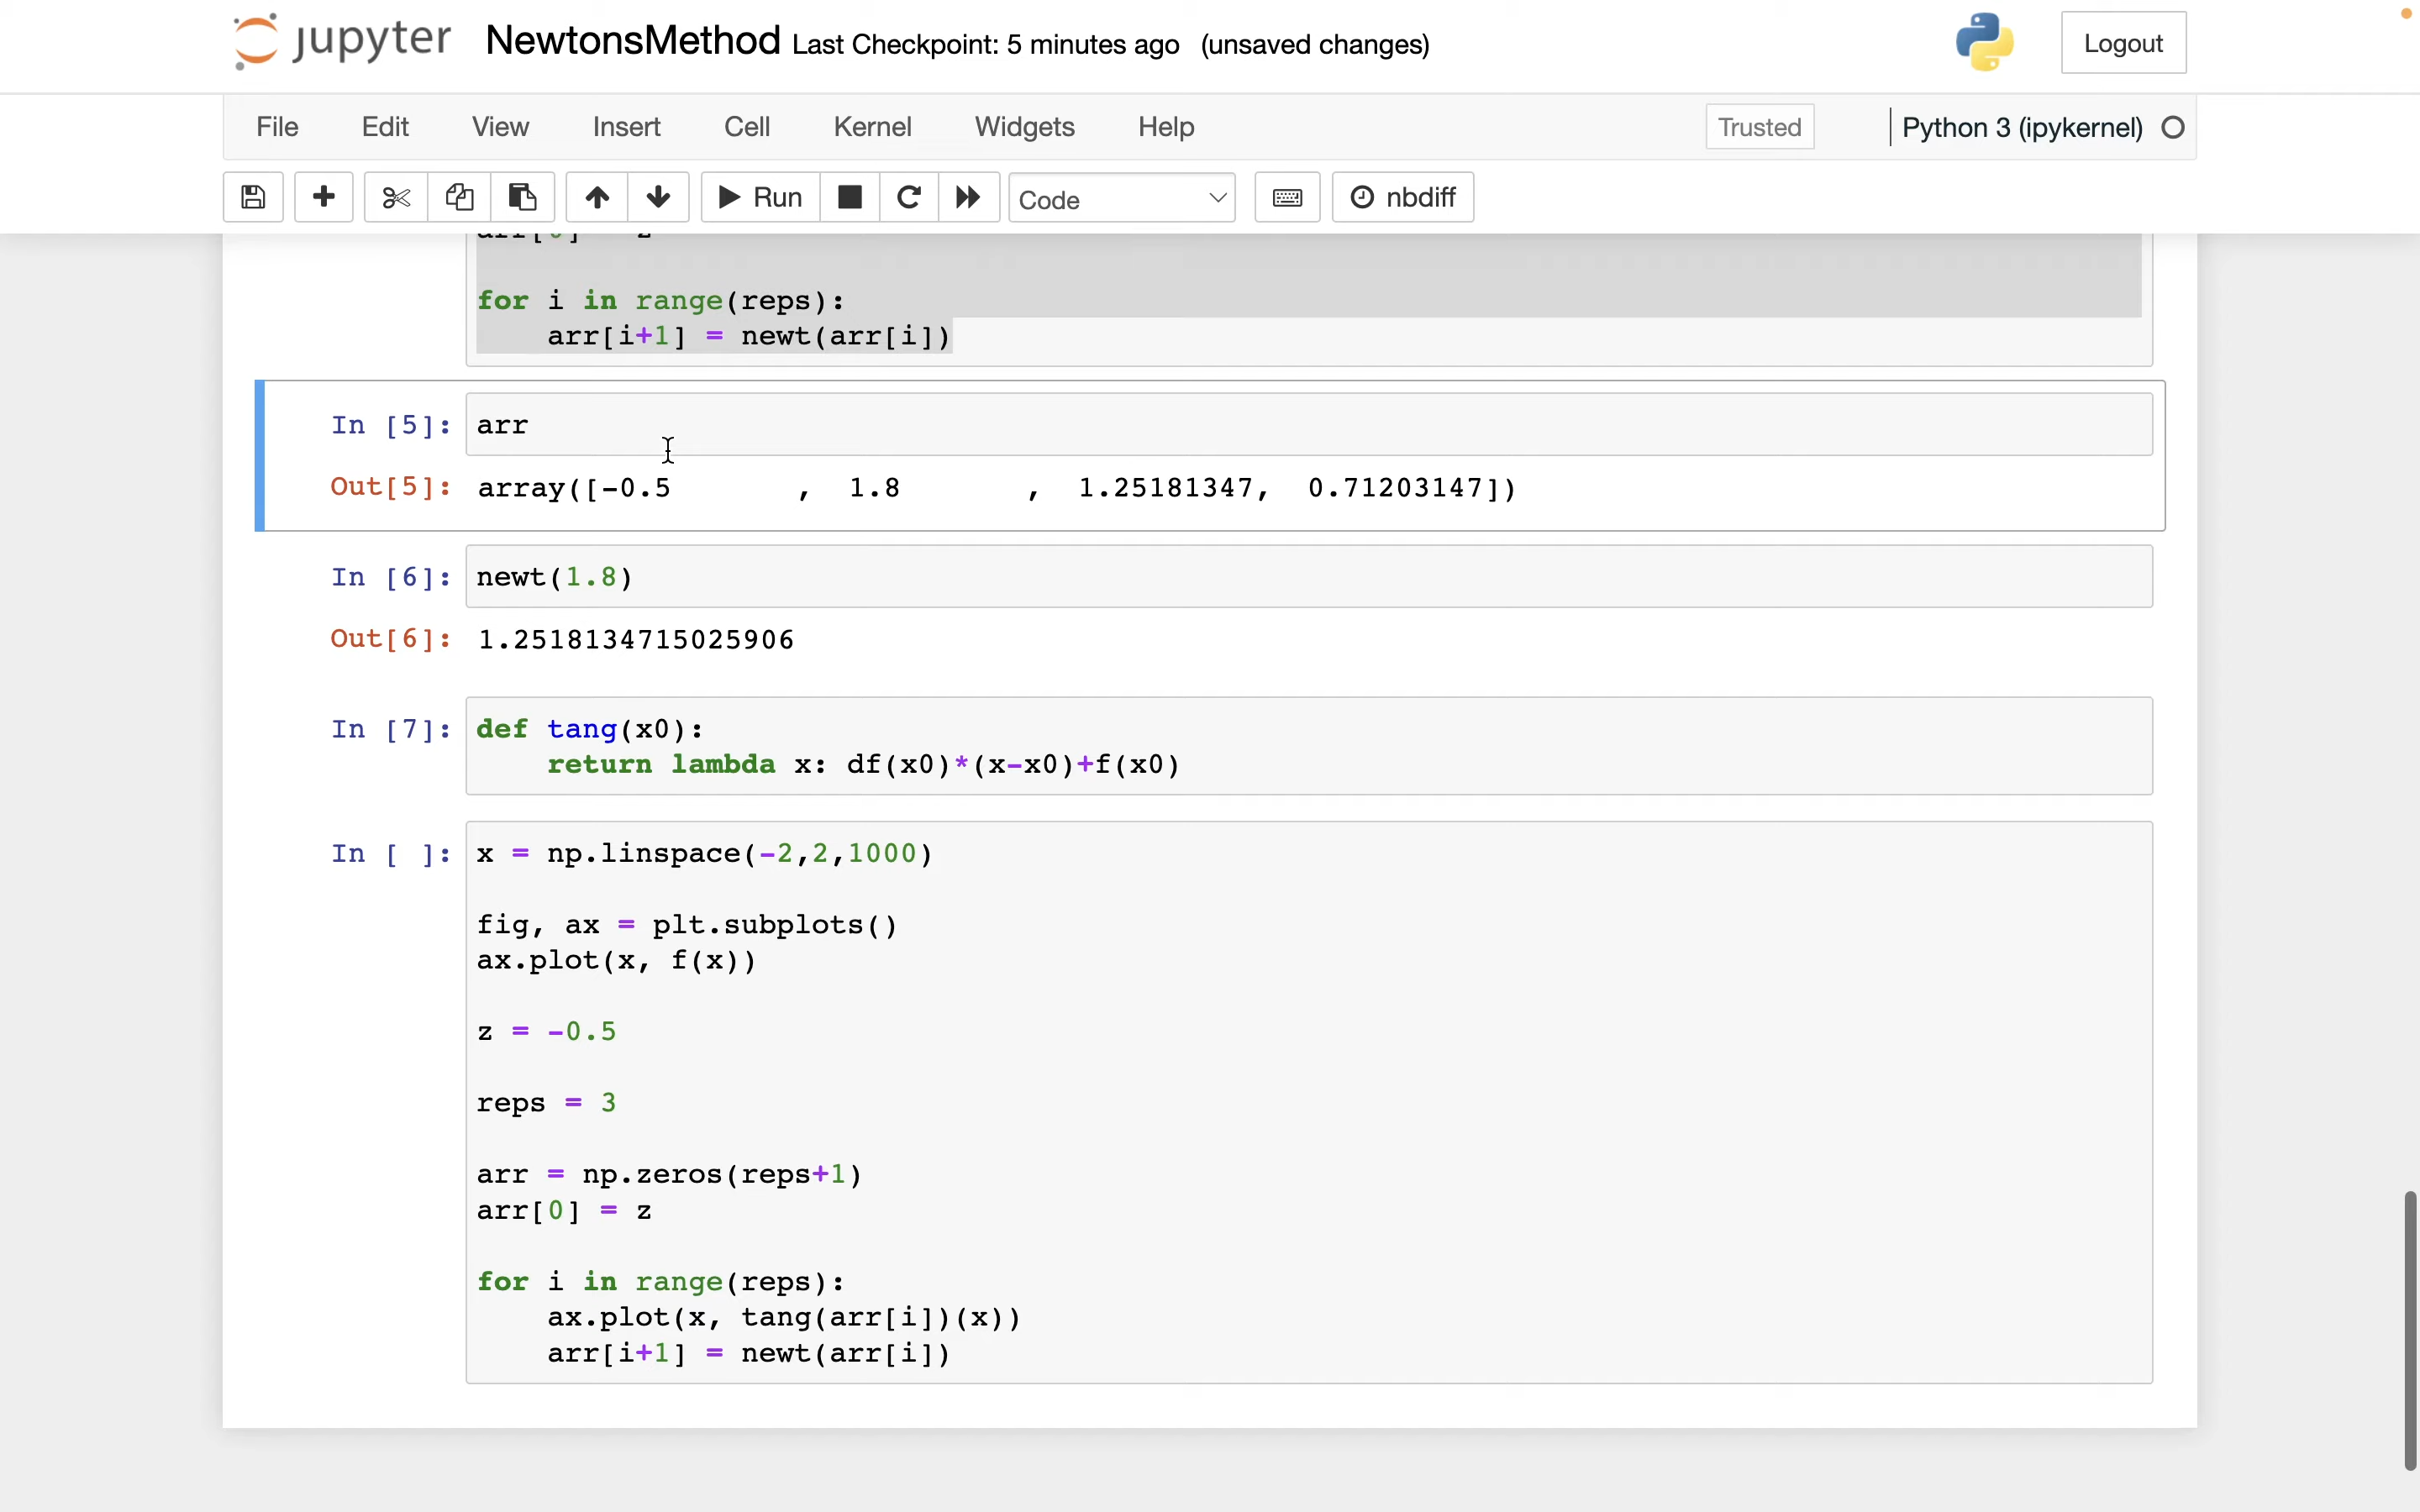 jupyter NewtonsMethod Last Checkpoint: 5 minutes ago (unsaved changes)
Logout
File Edit View Insert Cell Kernel Widgets Help
Trusted
Python 3 (ipykernel)
Run
Code
nbdiff
arr[0] = z
for i in range(reps):
    arr[i+1] = newt(arr[i])
In [5]: arr
Out[5]: array([-0.5       ,  1.8       ,  1.25181347,  0.71203147])
In [6]: newt(1.8)
Out[6]: 1.2518134715025906
In [7]: def tang(x0):
    return lambda x: df(x0)*(x-x0)+f(x0)
In [ ]: x = np.linspace(-2,2,1000)
fig, ax = plt.subplots()
ax.plot(x, f(x))
z = -0.5
reps = 3
arr = np.zeros(reps+1)
arr[0] = z
for i in range(reps):
    ax.plot(x, tang(arr[i])(x))
    arr[i+1] = newt(arr[i])